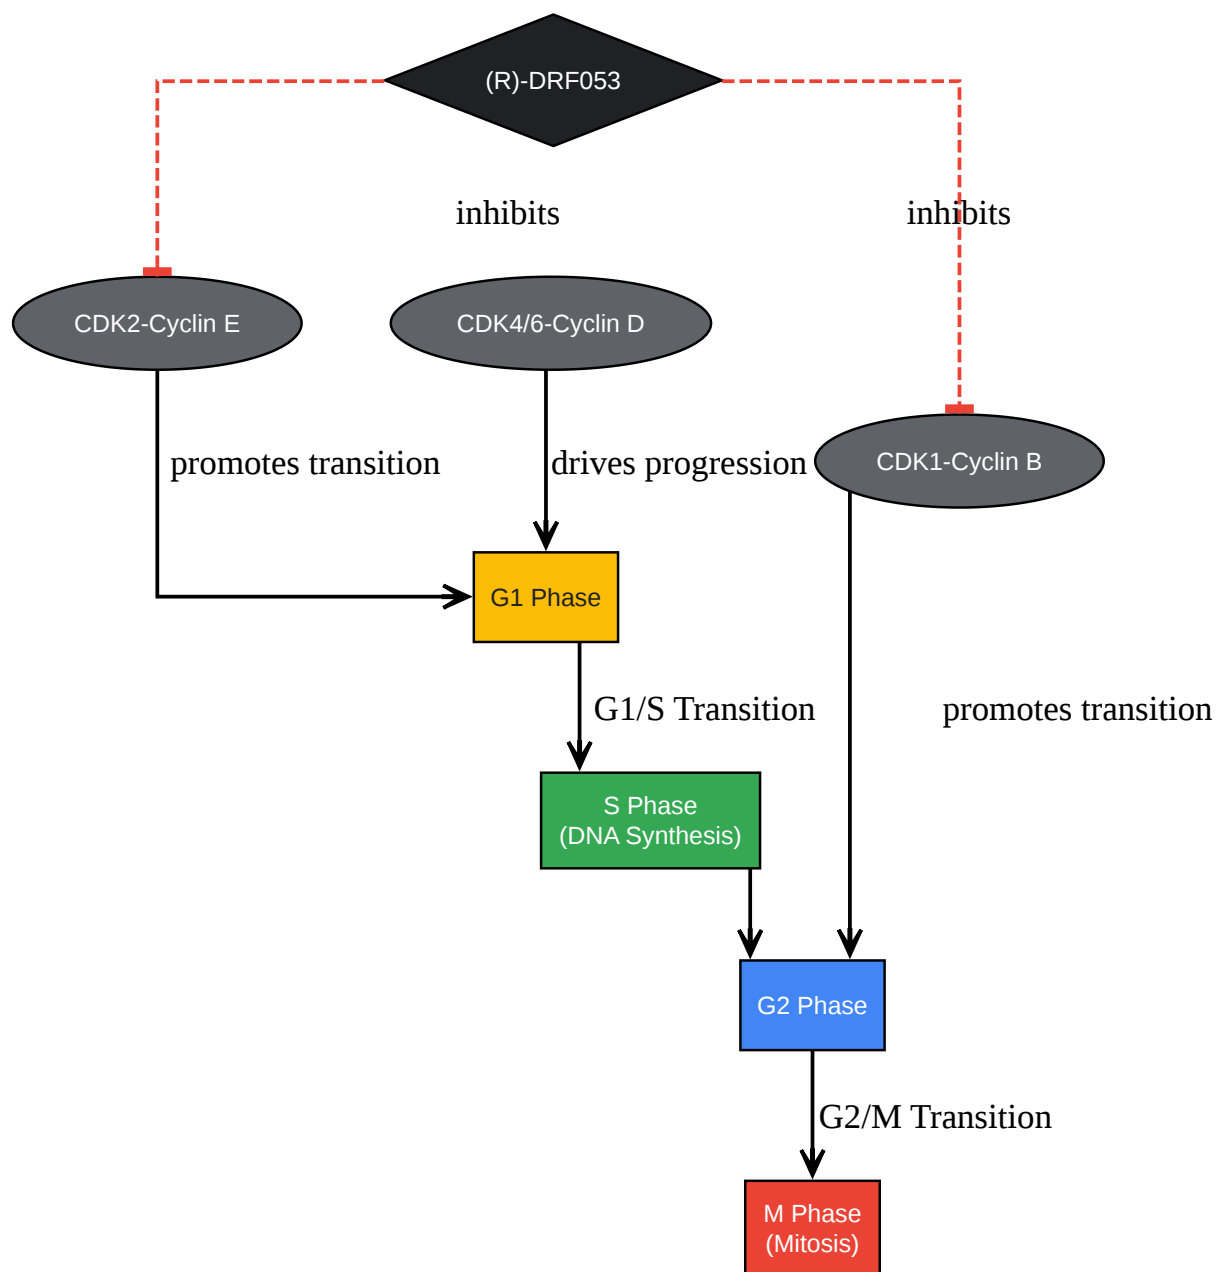 (R)-DRF053
inhibits
inhibits
CDK2-Cyclin E
CDK4/6-Cyclin D
CDK1-Cyclin B
promotes transition
drives progression
G1 Phase
G1/S Transition
promotes transition
S Phase
(DNA Synthesis)
G2 Phase
G2/M Transition
M Phase
(Mitosis)